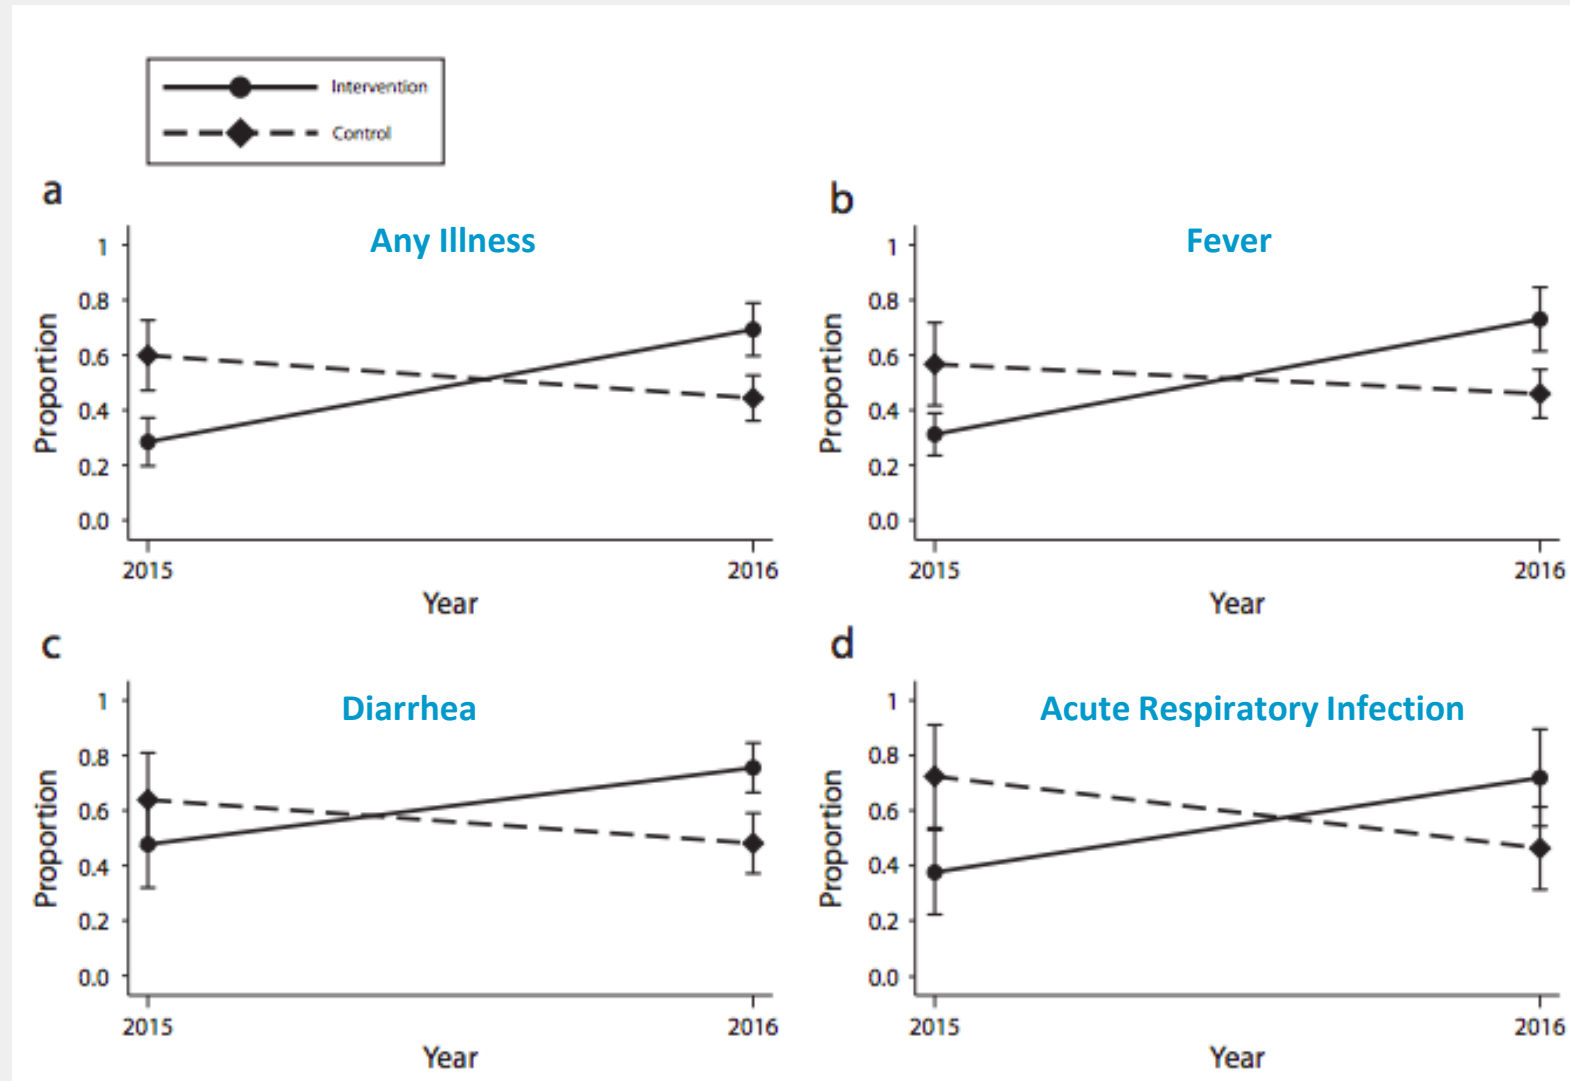 Intervention
Control
a
Any Illness
1
0.8
0.6
0.4
0.2
0.0
Proportion
2015
2016
Year
b
Fever
1
0.8
0.6
0.4
0.2
0.0
Proportion
2015
2016
Year
c
Diarrhea
1
0.8
0.6
0.4
0.2
0.0
Proportion
2015
2016
Year
d
Acute Respiratory Infection
1
0.8
0.6
0.4
0.2
0.0
Proportion
2015
2016
Year